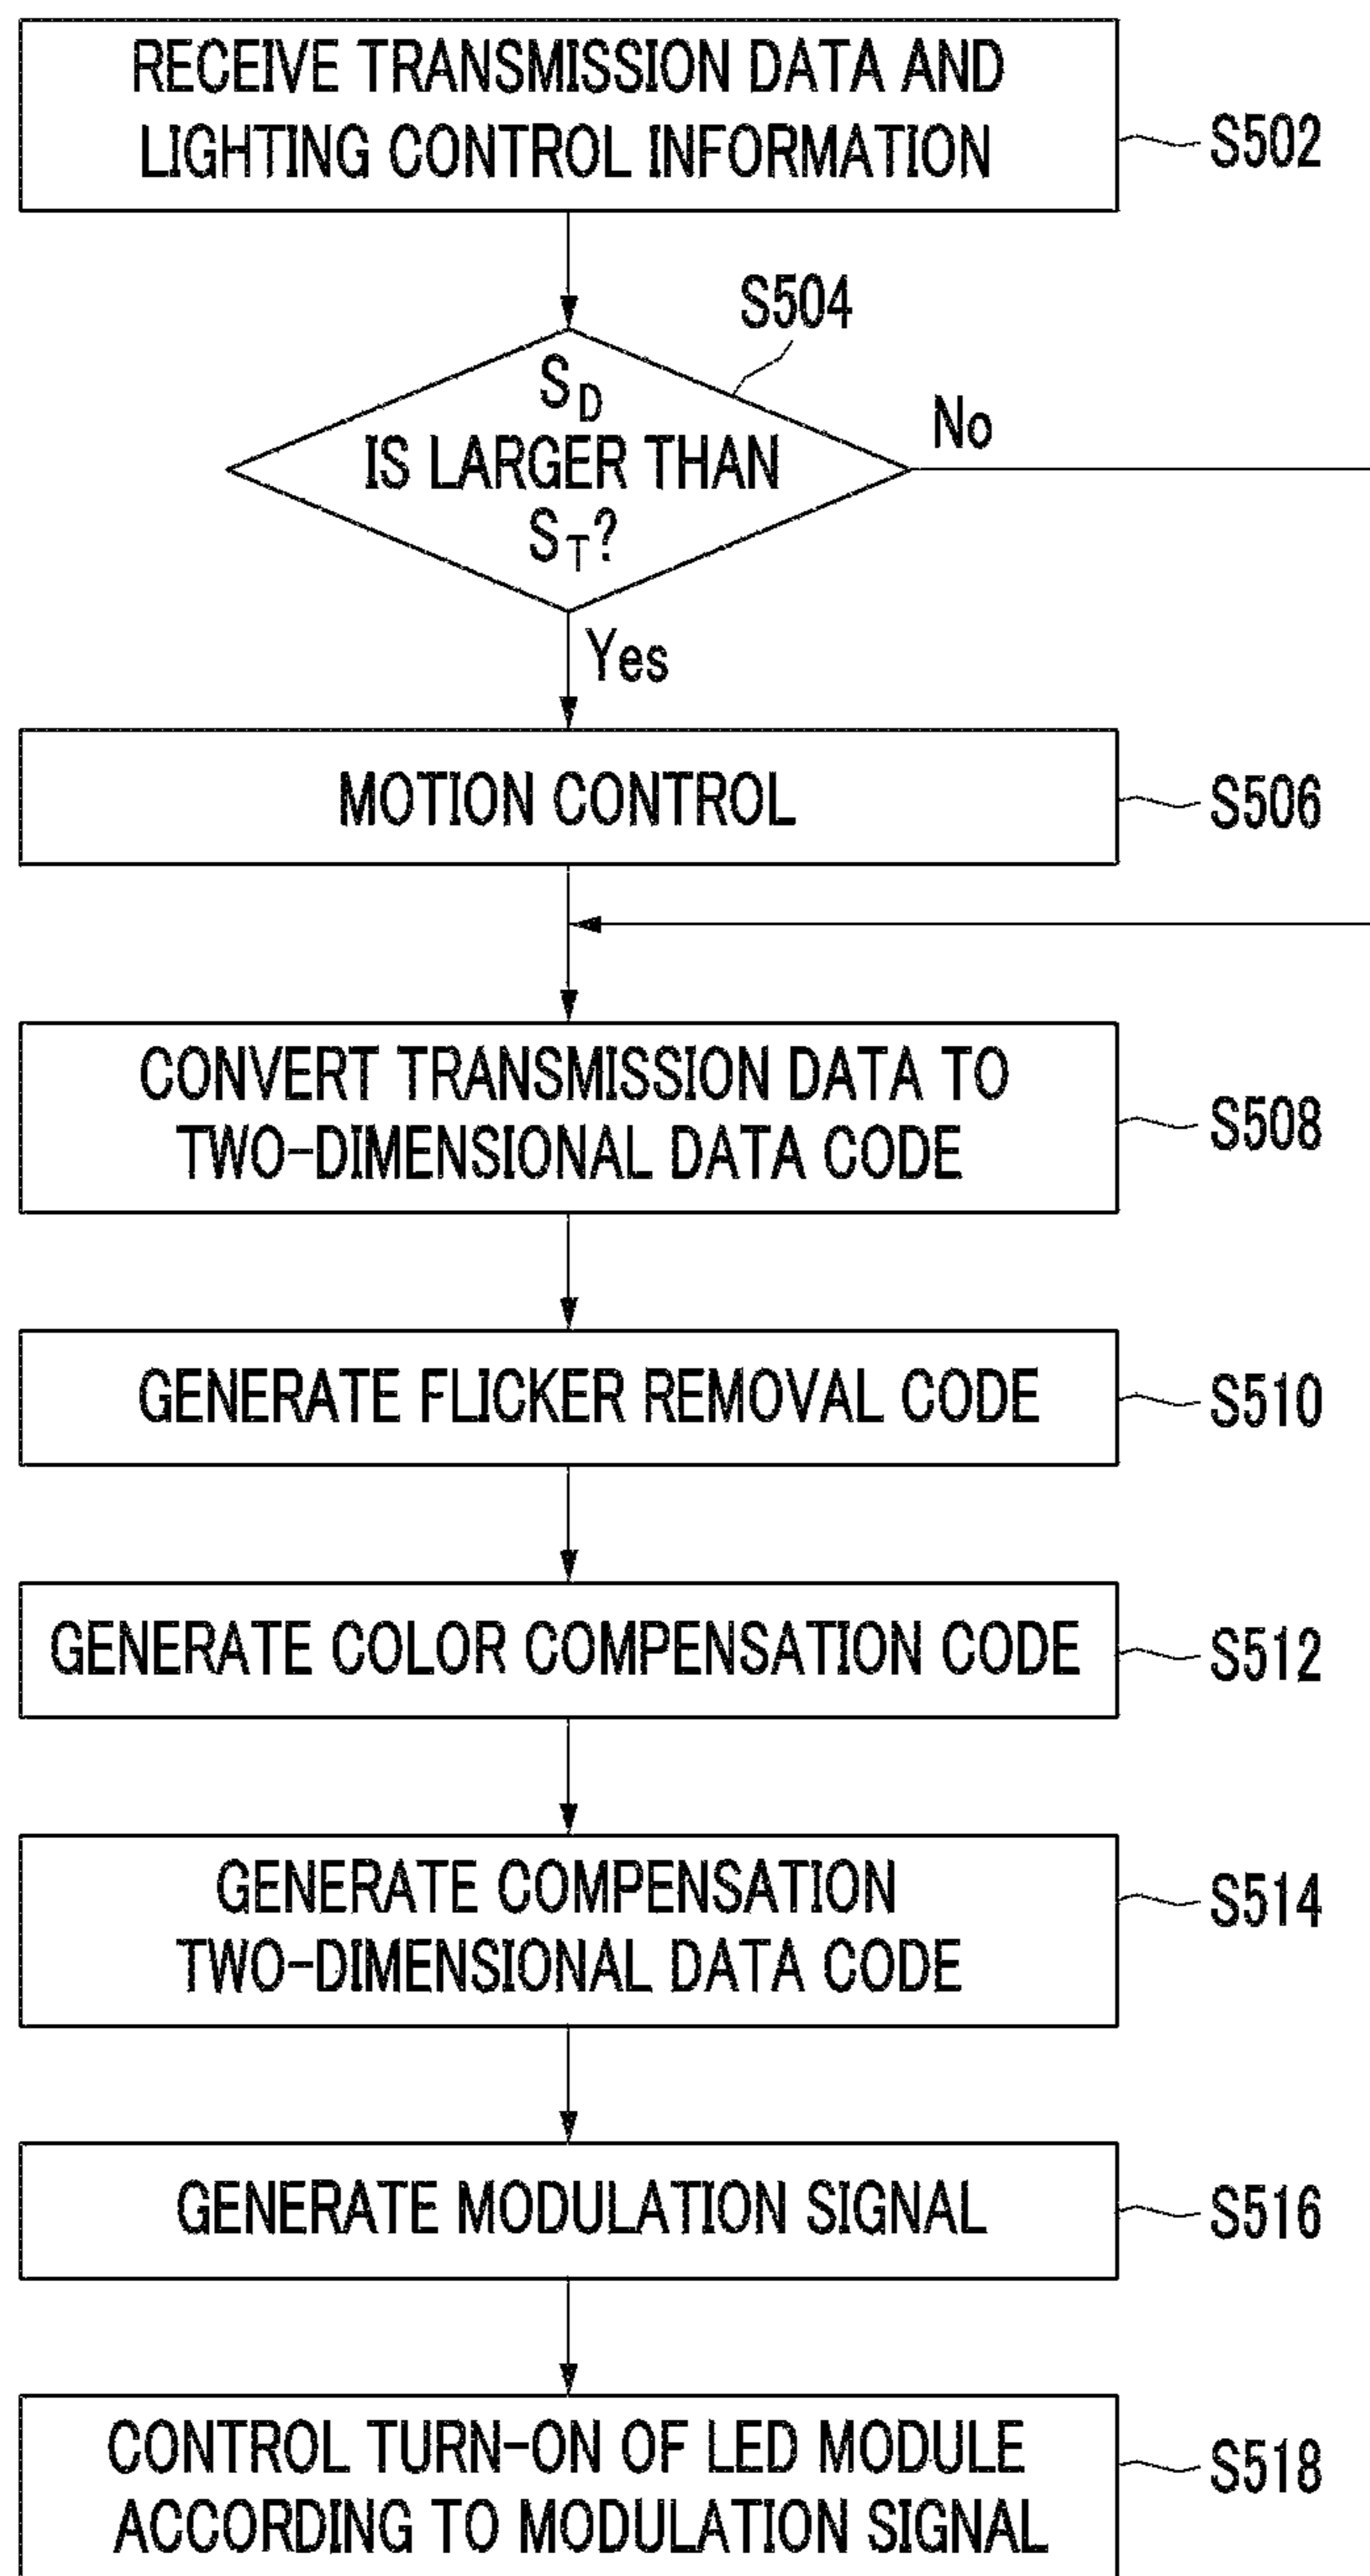 RECEIVE TRANSMISSION DATA AND
LIGHTING CONTROL INFORMATION
S502
S504
S_D
IS LARGER THAN
S_T?
No
Yes
MOTION CONTROL
S506
CONVERT TRANSMISSION DATA TO
TWO-DIMENSIONAL DATA CODE
S508
GENERATE FLICKER REMOVAL CODE
S510
GENERATE COLOR COMPENSATION CODE
S512
GENERATE COMPENSATION
TWO-DIMENSIONAL DATA CODE
S514
GENERATE MODULATION SIGNAL
S516
CONTROL TURN-ON OF LED MODULE
ACCORDING TO MODULATION SIGNAL
S518